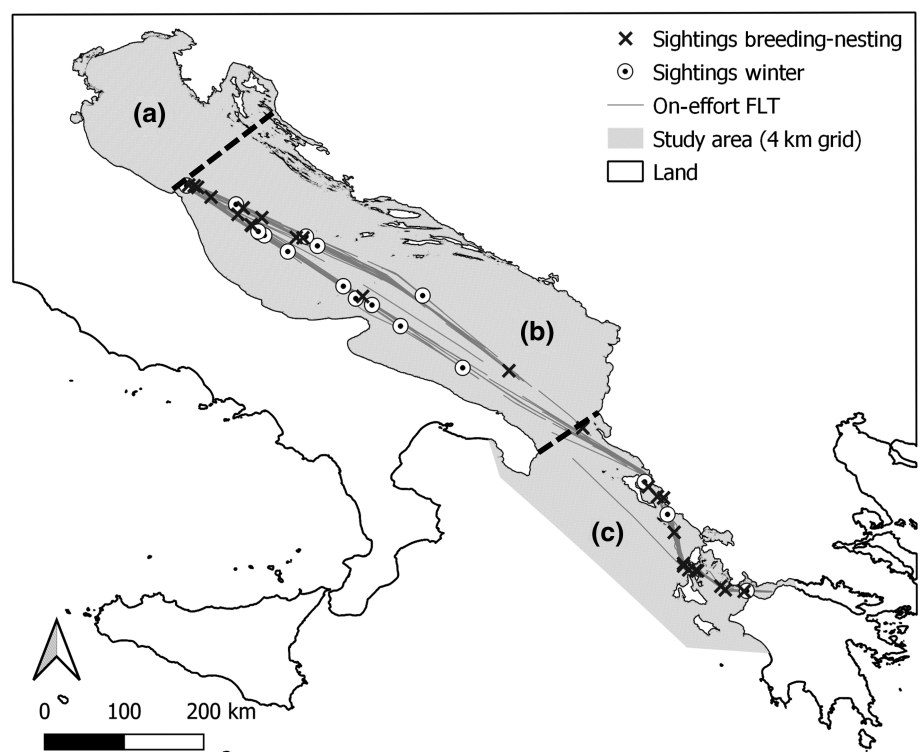 Sightings breeding-nesting
Sightings winter
On-effort FLT
Study area (4 km grid)
Land
(a)
(b)
(c)
0 100 200 km